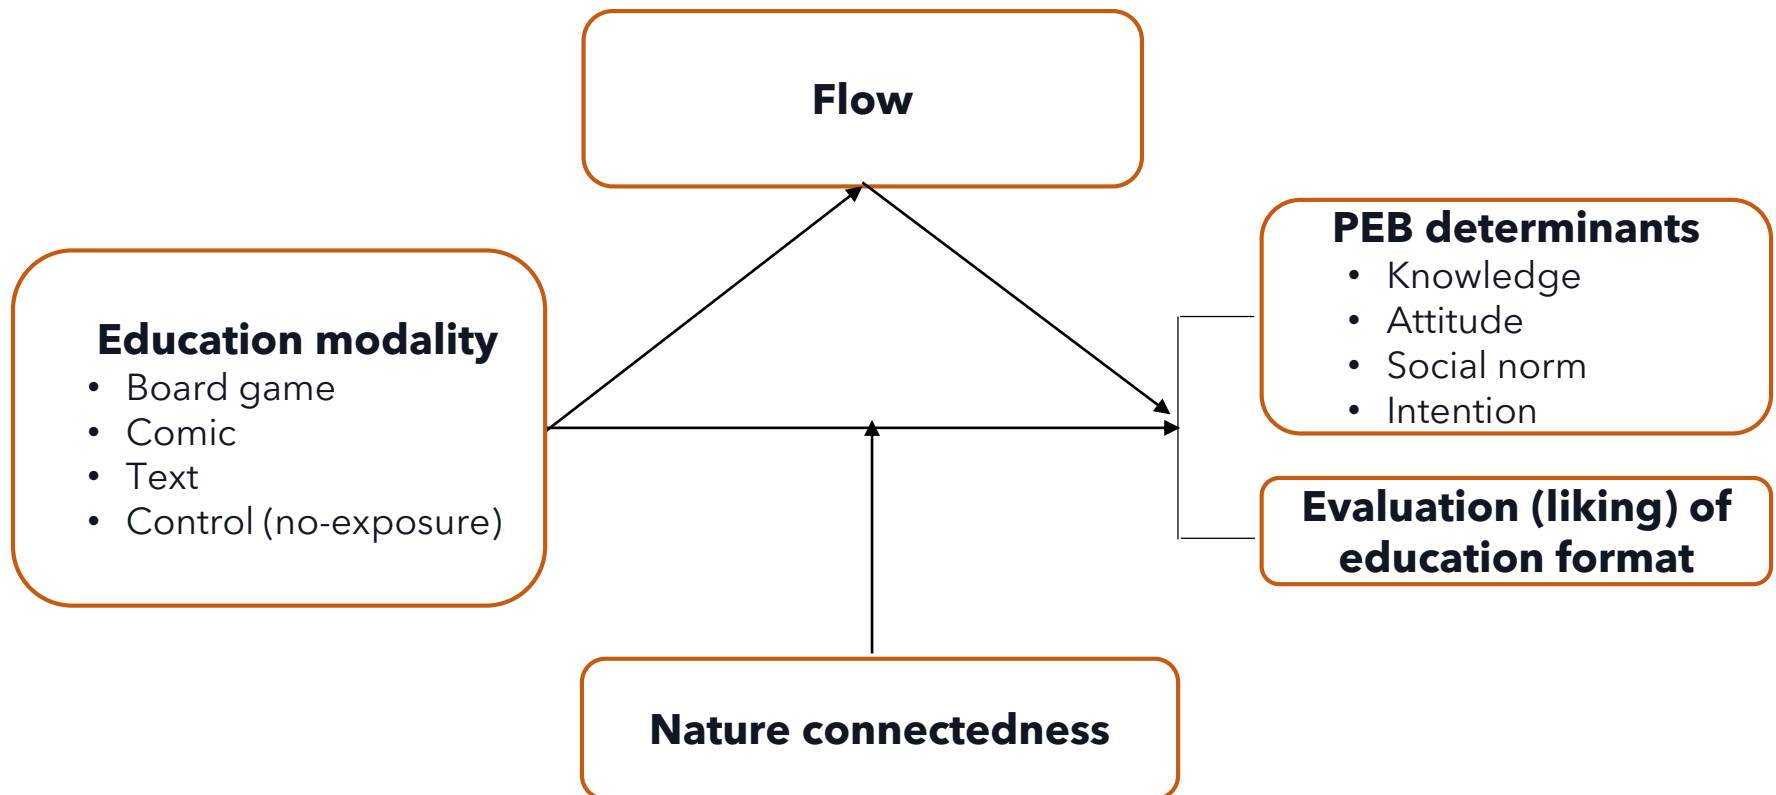 Flow
Education modality
• Board game
• Comic
• Text
• Control (no-exposure)
PEB determinants
• Knowledge
• Attitude
• Social norm
• Intention
Evaluation (liking) of
education format
Nature connectedness